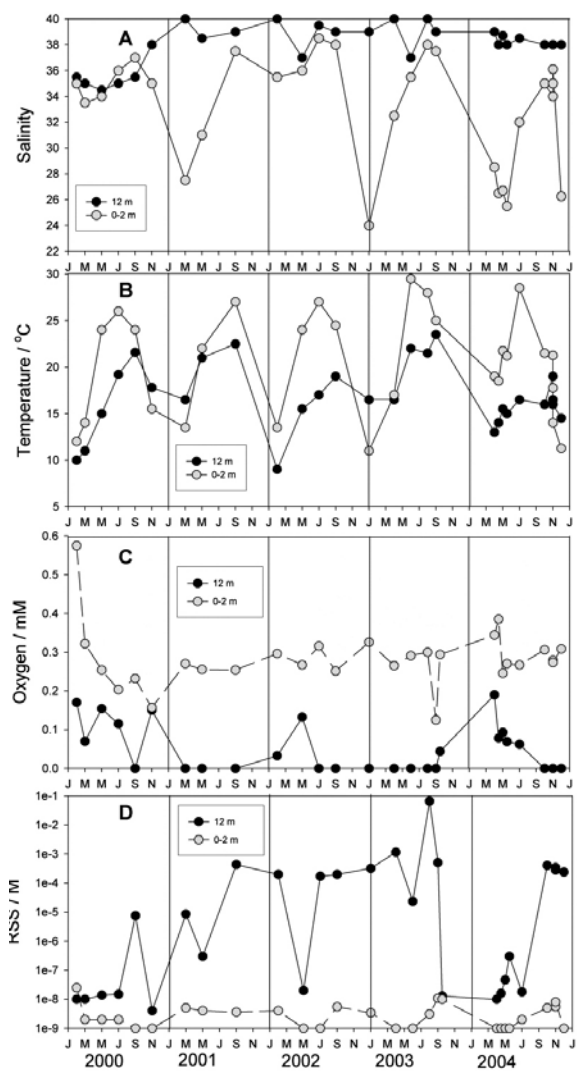 A
40
38
36
34
32
30
28
26
24
22
Salinity
12 m
0-2 m
J M M J S N J M M J S N J M M J S N J M M J S N J M M J S N J
B
30
25
20
15
10
5
Temperature / °C
12 m
0-2 m
J M M J S N J M M J S N J M M J S N J M M J S N J M M J S N J
C
0.6
0.5
0.4
0.3
0.2
0.1
0.0
Oxygen / mM
12 m
0-2 m
J M M J S N J M M J S N J M M J S N J M M J S N J M M J S N J
D
1e-1
1e-2
1e-3
1e-4
1e-5
1e-6
1e-7
1e-8
1e-9
RSS / M
12 m
0-2 m
J M M J S N J M M J S N J M M J S N J M M J S N J M M J S N J
2000 2001 2002 2003 2004